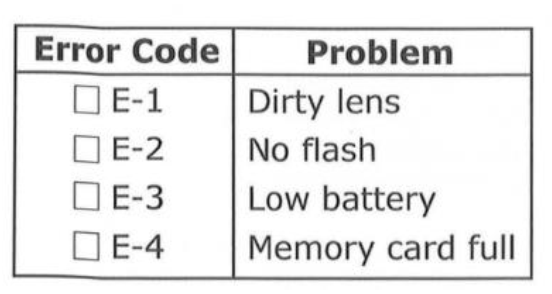 Error Code Problem
☐ E-1 Dirty lens
☐ E-2 No flash
☐ E-3 Low battery
☐ E-4 Memory card full